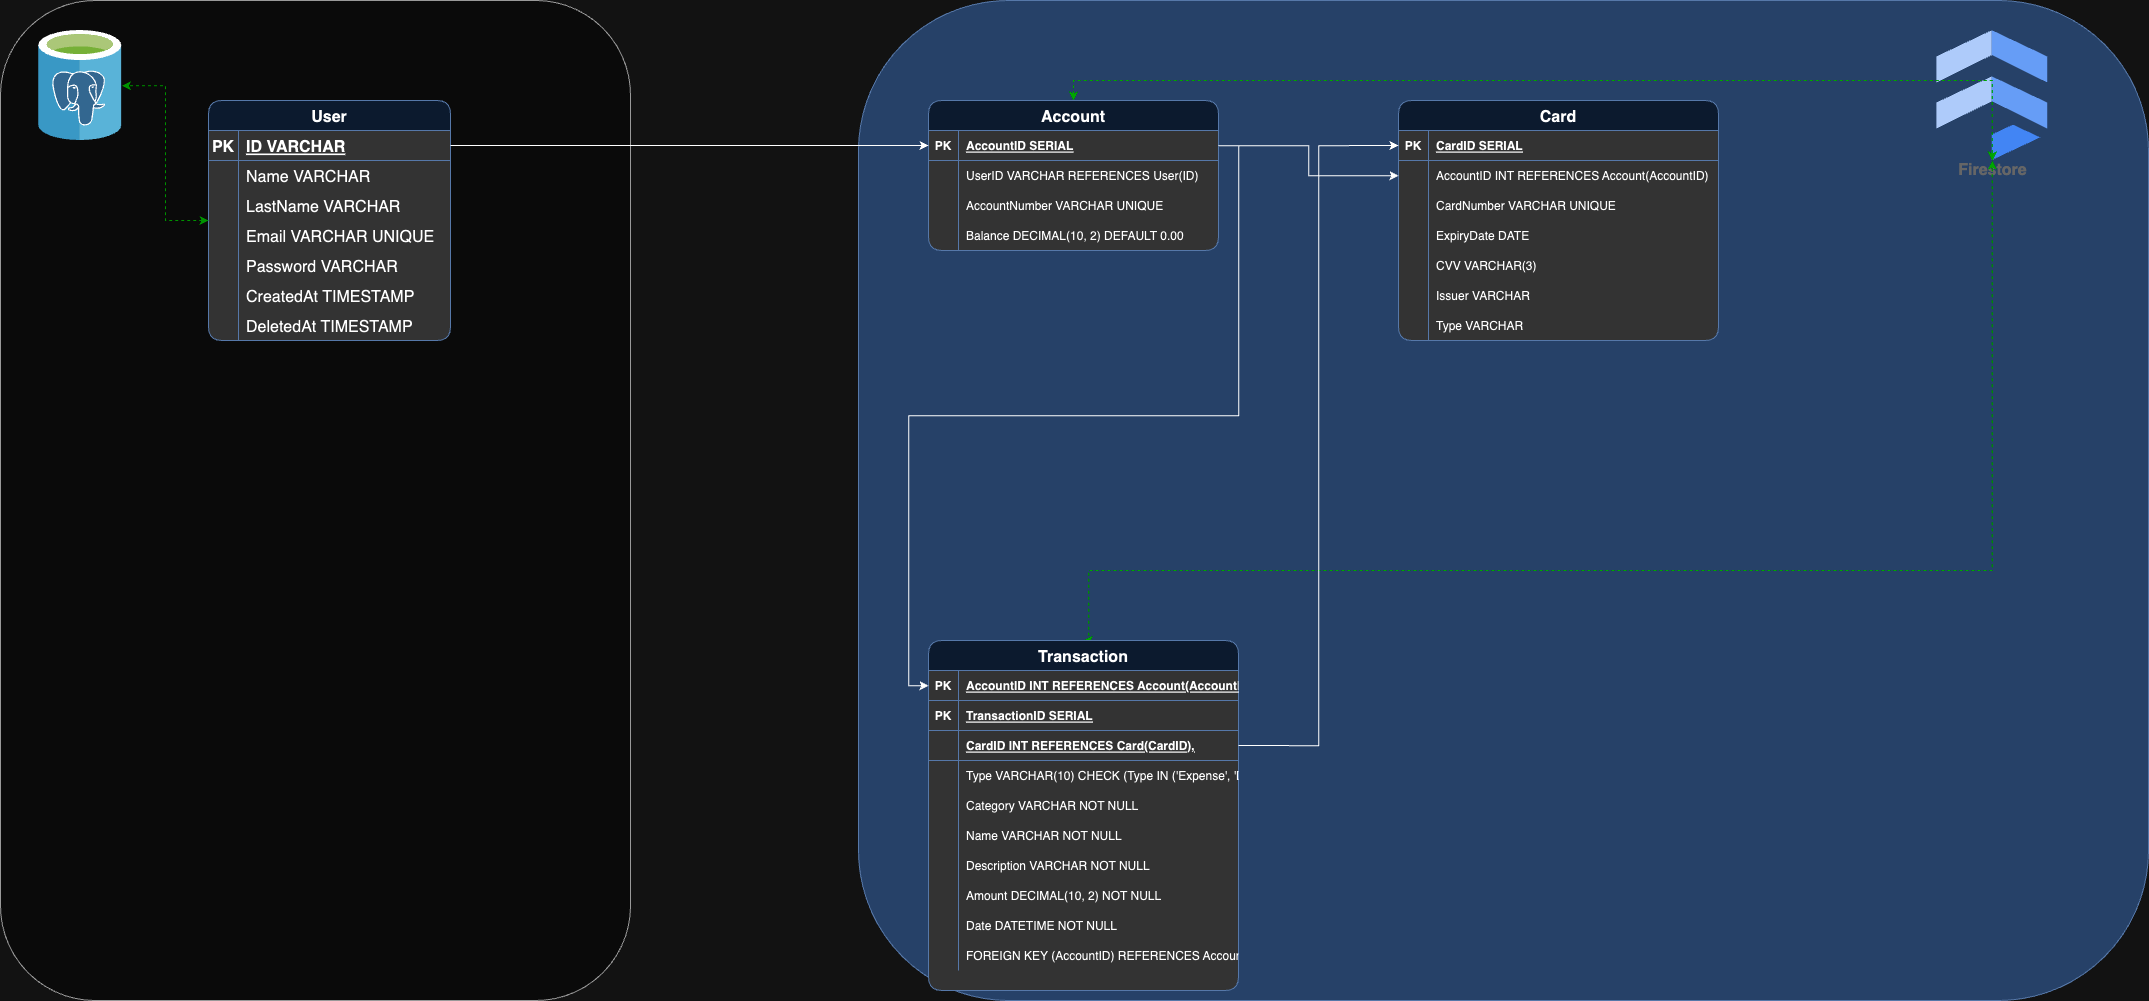 User
PK ID VARCHAR
Name VARCHAR
LastName VARCHAR
Email VARCHAR UNIQUE
Password VARCHAR
CreatedAt TIMESTAMP
DeletedAt TIMESTAMP
Account
PK AccountID SERIAL
UserID VARCHAR REFERENCES User(ID)
AccountNumber VARCHAR UNIQUE
Balance DECIMAL(10, 2) DEFAULT 0.00
Card
PK CardID SERIAL
AccountID INT REFERENCES Account(AccountID)
CardNumber VARCHAR UNIQUE
ExpiryDate DATE
CVV VARCHAR(3)
Issuer VARCHAR
Type VARCHAR
Firestore
Transaction
PK AccountID INT REFERENCES Account(Account
PK TransactionID SERIAL
CardID INT REFERENCES Card(CardID),
Type VARCHAR(10) CHECK (Type IN ('Expense', '
Category VARCHAR NOT NULL
Name VARCHAR NOT NULL
Description VARCHAR NOT NULL
Amount DECIMAL(10, 2) NOT NULL
Date DATETIME NOT NULL
FOREIGN KEY (AccountID) REFERENCES Accou